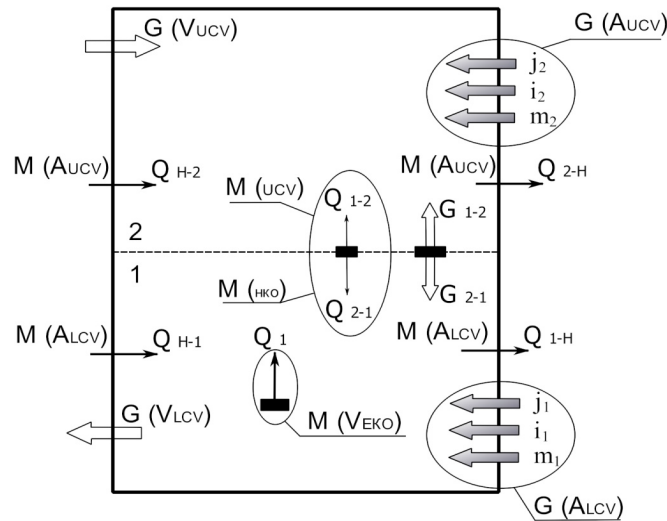 G (VUCV)
G (AUCV)
j2
i2
m2
M (AUCV)
Q H-2
M (UCV)
Q 1-2
M (AUCV)
Q 2-H
G 1-2
2
1
M (НКО)
Q 2-1
G 2-1
M (ALCV)
Q H-1
Q 1
M (ALCV)
Q 1-H
G (VLCV)
M (VEKO)
j1
i1
m1
G (ALCV)